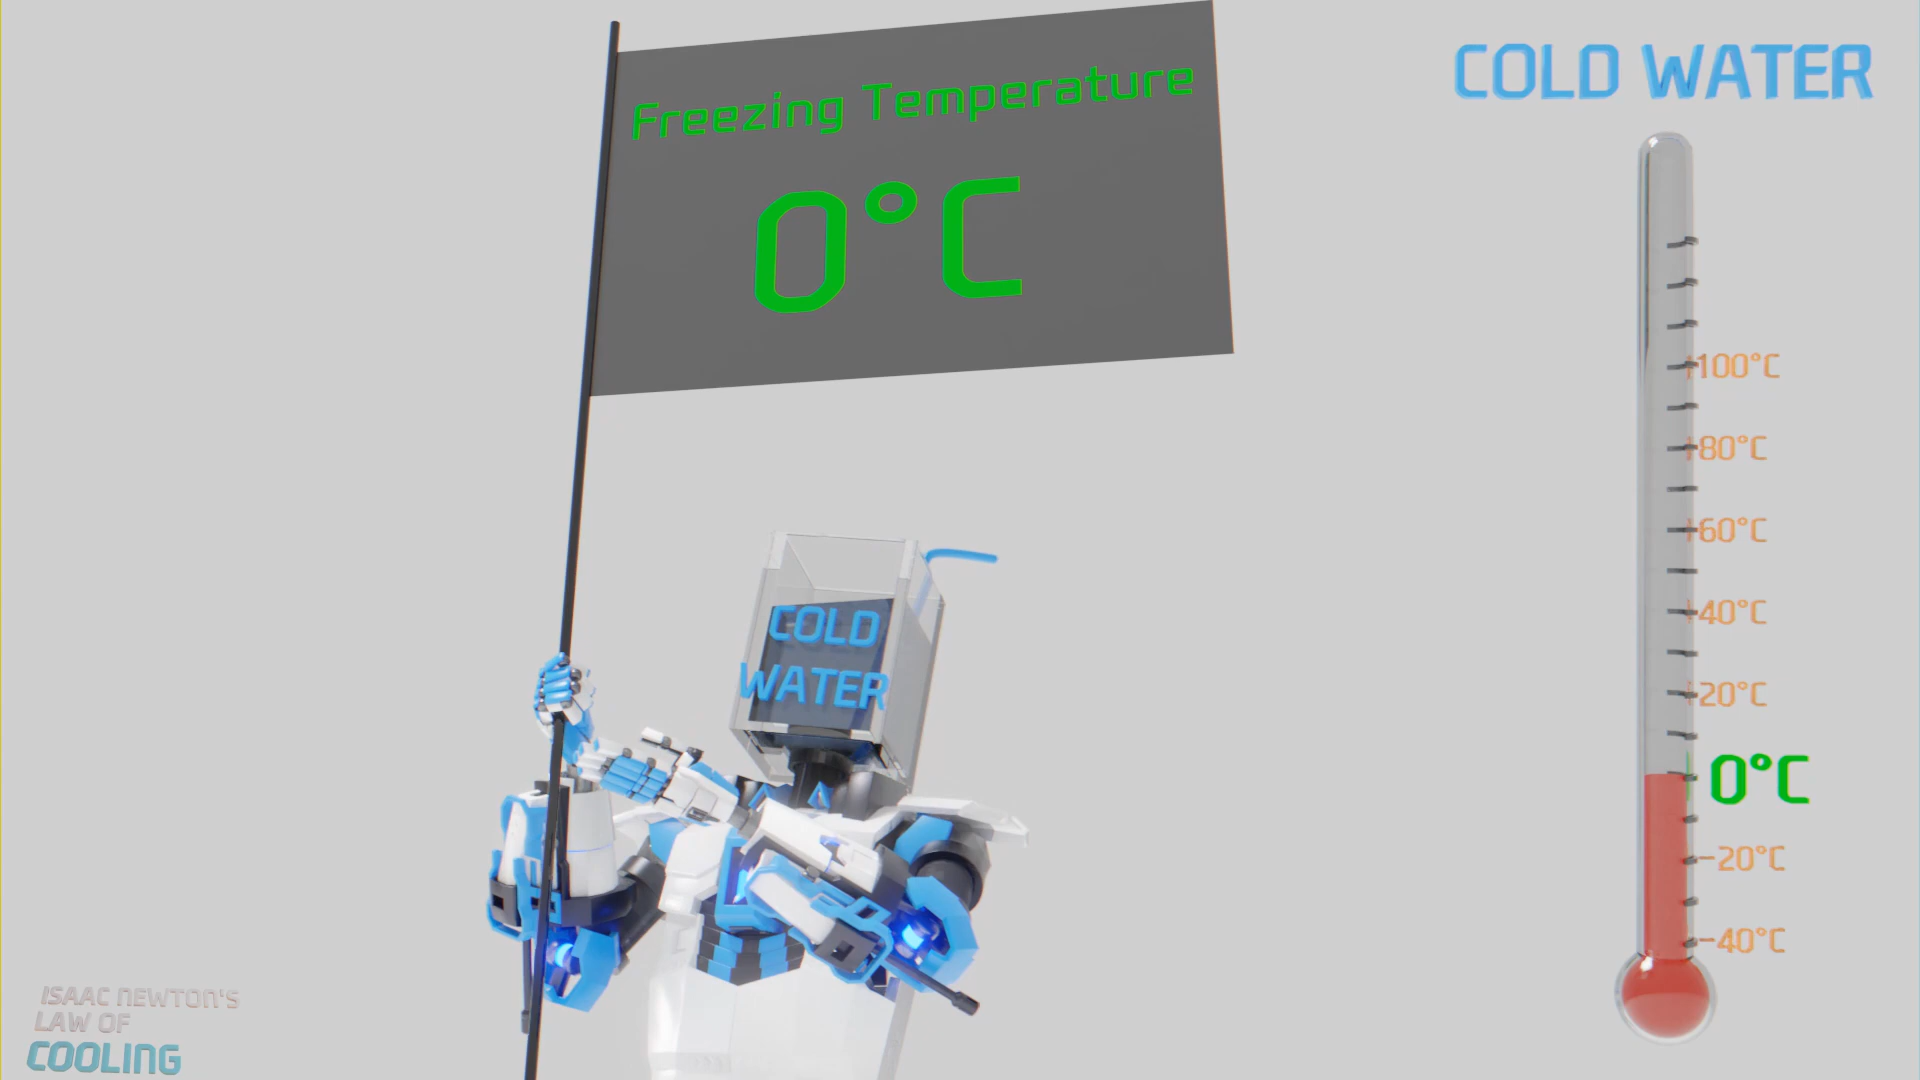 Freezing Temperature
0°C
COLD WATER
100°C
80°C
60°C
40°C
20°C
0°C
-20°C
-40°C
COLD
WATER
ISAAC NEWTON'S
LAW OF
COOLING